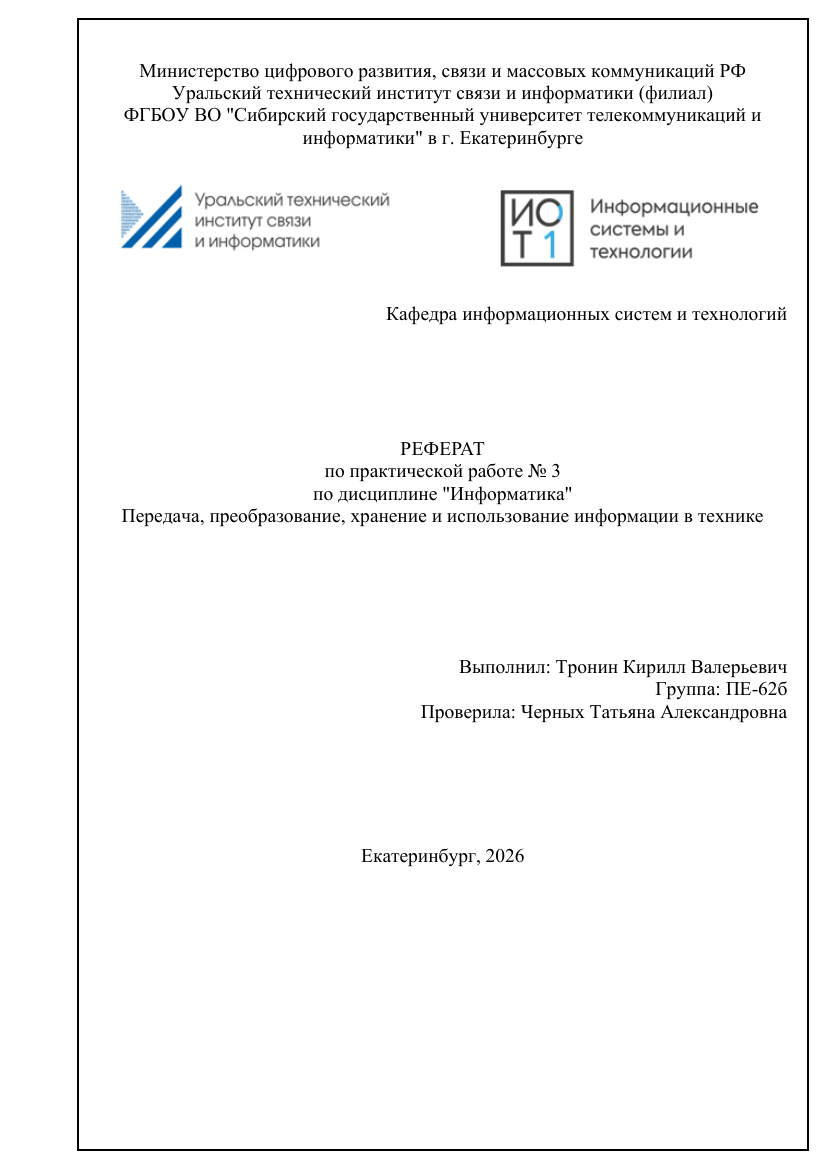 Министерство цифрового развития, связи и массовых коммуникаций РФ
Уральский технический институт связи и информатики (филиал)
ФГБОУ ВО "Сибирский государственный университет телекоммуникаций и
информатики" в г. Екатеринбурге
Уральский технический
институт связи
и информатики
ИО
Т1
Информационные
системы и
технологии
Кафедра информационных систем и технологий
РЕФЕРАТ
по практической работе № 3
по дисциплине "Информатика"
Передача, преобразование, хранение и использование информации в технике
Выполнил: Тронин Кирилл Валерьевич
Группа: ПЕ-62б
Проверила: Черных Татьяна Александровна
Екатеринбург, 2026